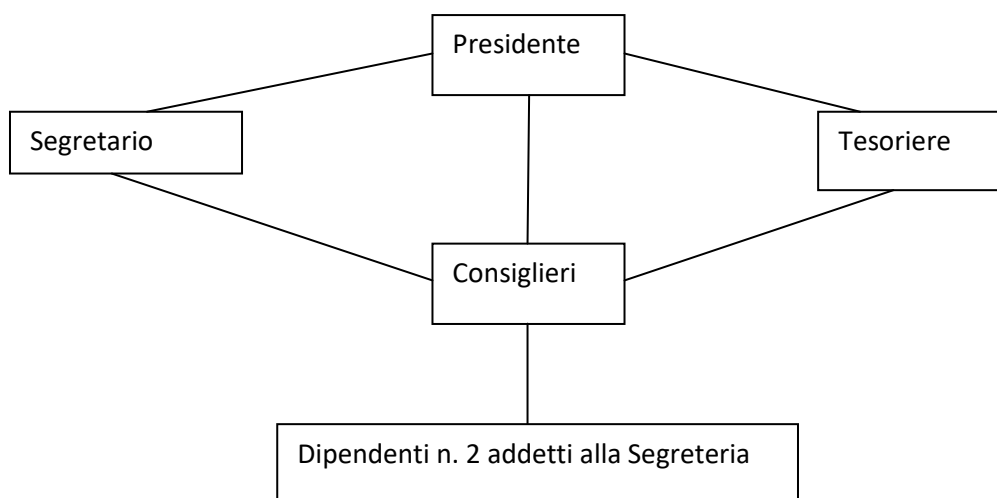 Presidente
Segretario
Tesoriere
Consiglieri
Dipendenti n. 2 addetti alla Segreteria